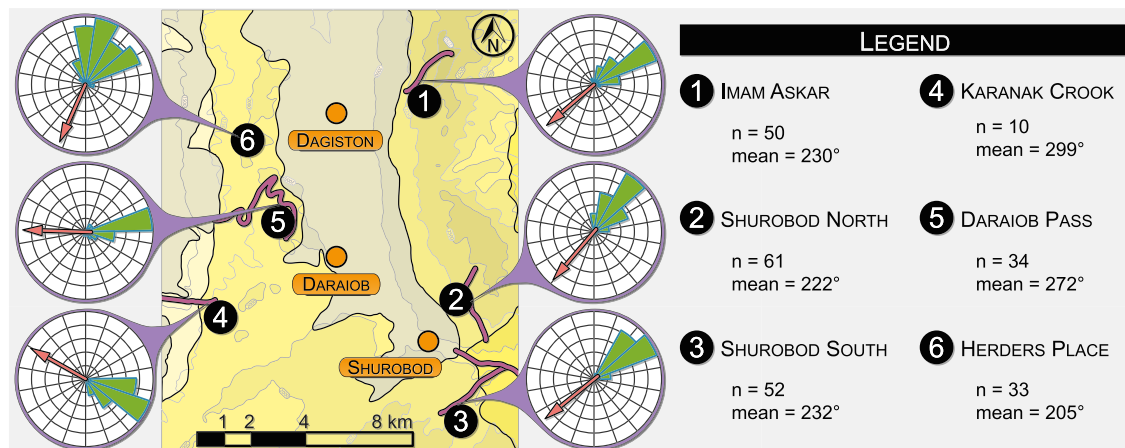 N
1
6
DAGISTON
5
DARAIOB
2
4
SHUROBOD
3
1 2 4 8 km
LEGEND
1 IMAM ASKAR
n = 50
mean = 230°
4 KARANAK CROOK
n = 10
mean = 299°
2 SHUROBOD NORTH
n = 61
mean = 222°
5 DARAIOB PASS
n = 34
mean = 272°
3 SHUROBOD SOUTH
n = 52
mean = 232°
6 HERDERS PLACE
n = 33
mean = 205°